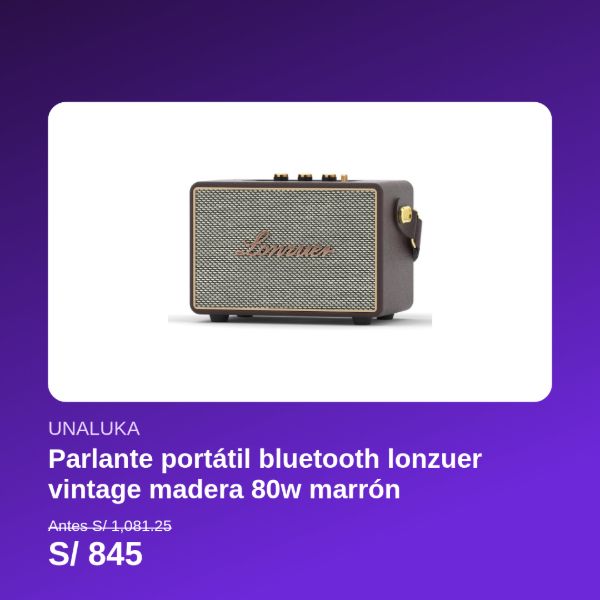 Lonzuer
UNALUKA
Parlante portátil bluetooth lonzuer
vintage madera 80w marrón
Antes S/ 1,081.25
S/ 845